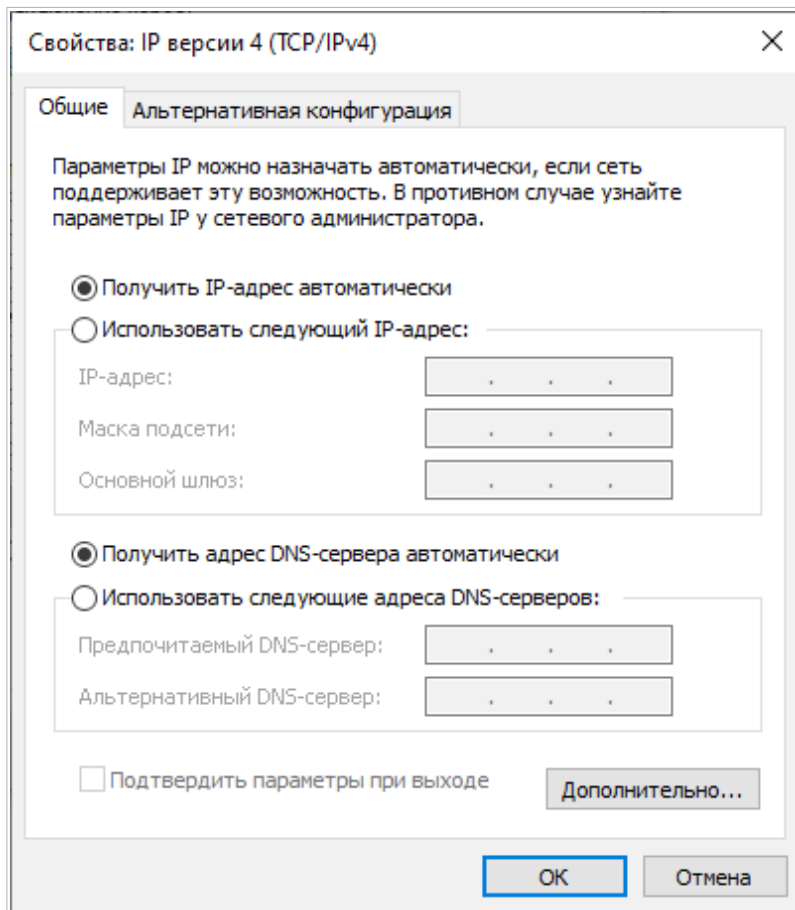 Свойства: IP версии 4 (TCP/IPv4)
Общие
Альтернативная конфигурация
Параметры IP можно назначать автоматически, если сеть
поддерживает эту возможность. В противном случае узнайте
параметры IP у сетевого администратора.
Получить IP-адрес автоматически
Использовать следующий IP-адрес:
IP-адрес:
Маска подсети:
Основной шлюз:
Получить адрес DNS-сервера автоматически
Использовать следующие адреса DNS-серверов:
Предпочитаемый DNS-сервер:
Альтернативный DNS-сервер:
Подтвердить параметры при выходе
Дополнительно...
ОК
Отмена